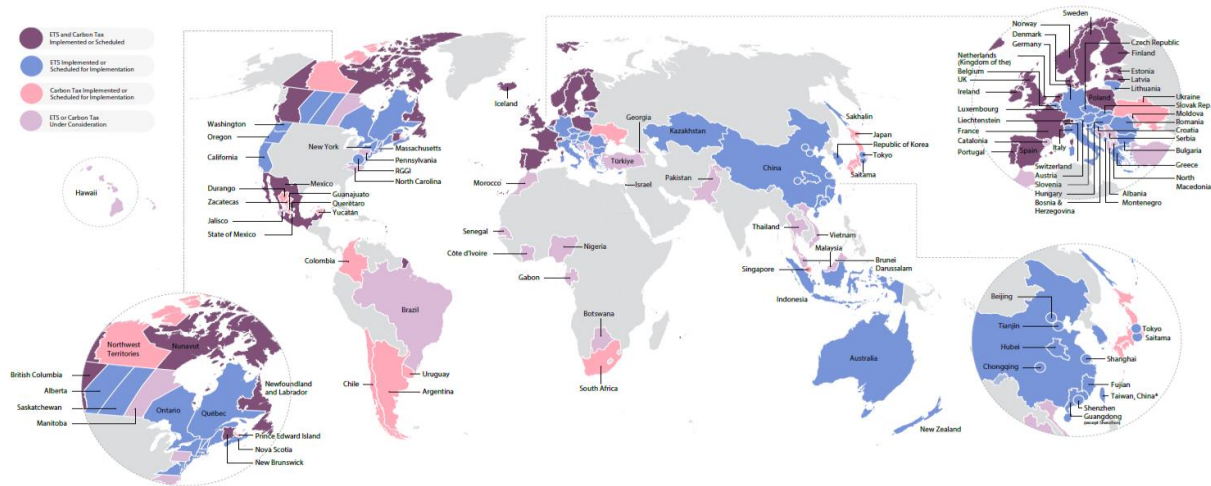 ETS and Carbon Tax
Implemented or Scheduled
ETS Implemented or
Scheduled for Implementation
Carbon Tax Implemented or
Scheduled for Implementation
ETS or Carbon Tax
Under Consideration
Hawaii
Washington
Oregon
California
New York
Massachusetts
Pennsylvania
RGGI
North Carolina
Durango
Zacatecas
Jalisco
State of Mexico
Mexico
Guanajuato
Querétaro
Yucatán
Colombia
Brazil
Chile
Uruguay
Argentina
Iceland
Georgia
Türkiye
Israel
Morocco
Senegal
Côte d'Ivoire
Nigeria
Gabon
Botswana
South Africa
Kazakhstan
Pakistan
China
Sakhalin
Japan
Republic of Korea
Tokyo
Saitama
Thailand
Vietnam
Malaysia
Brunei
Darussalam
Singapore
Indonesia
Australia
New Zealand
Northwest
Territories
Nunavut
British Columbia
Alberta
Saskatchewan
Manitoba
Ontario
Québec
Newfoundland
and Labrador
Prince Edward Island
Nova Scotia
New Brunswick
Sweden
Norway
Denmark
Germany
Netherlands
(Kingdom of the)
Belgium
UK
Ireland
Luxembourg
Liechtenstein
France
Catalonia
Portugal
Spain
Italy
Switzerland
Austria
Slovenia
Hungary
Bosnia &
Herzegovina
Czech Republic
Finland
Estonia
Latvia
Lithuania
Poland
Ukraine
Slovak Rep.
Moldova
Romania
Croatia
Serbia
Bulgaria
Greece
North
Macedonia
Albania
Montenegro
Beijing
Tianjin
Hubei
Chongqing
Tokyo
Saitama
Shanghai
Fujian
Taiwan, China*
Shenzhen
Guangdong
(except Shenzhen)